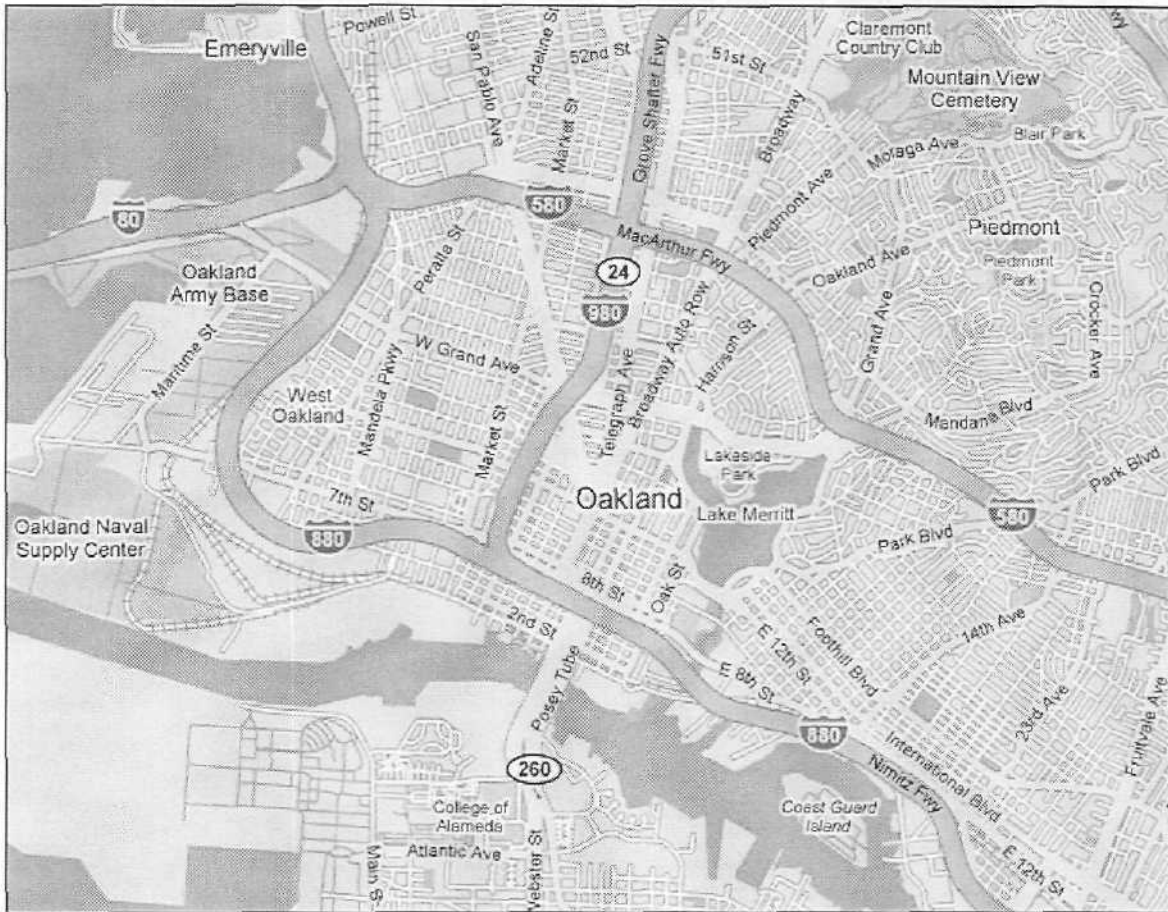 Powell St
Emeryville
San Pablo Ave
Adeline St
52nd St
Market St
Grove Shafter Fwy
51st St
Broadway
Claremont
Country Club
Mountain View
Cemetery
Blair Park
Moraga Ave
Piedmont Ave
Piedmont
Piedmont
Park
Oakland Ave
Crocker Ave
Grand Ave
Mandana Blvd
80
580
MacArthur Fwy
24
980
Oakland
Army Base
Maritime St
Peralta St
W Grand Ave
West
Oakland
Mandela Pkwy
Market St
Telegraph Ave
Broadway Auto Row
Harrison St
Lakeside
Park
Oakland
Lake Merritt
Park Blvd
580
Park Blvd
7th St
880
Oakland Naval
Supply Center
8th St
Oak St
2nd St
E 12th St
Foothill Blvd
14th Ave
E 8th St
23rd Ave
Fruitvale Ave
Posey Tube
880
International Blvd
Nimitz Fwy
260
College of
Alameda
Atlantic Ave
Main St
Webster St
Coast Guard
Island
E 12th St
wy